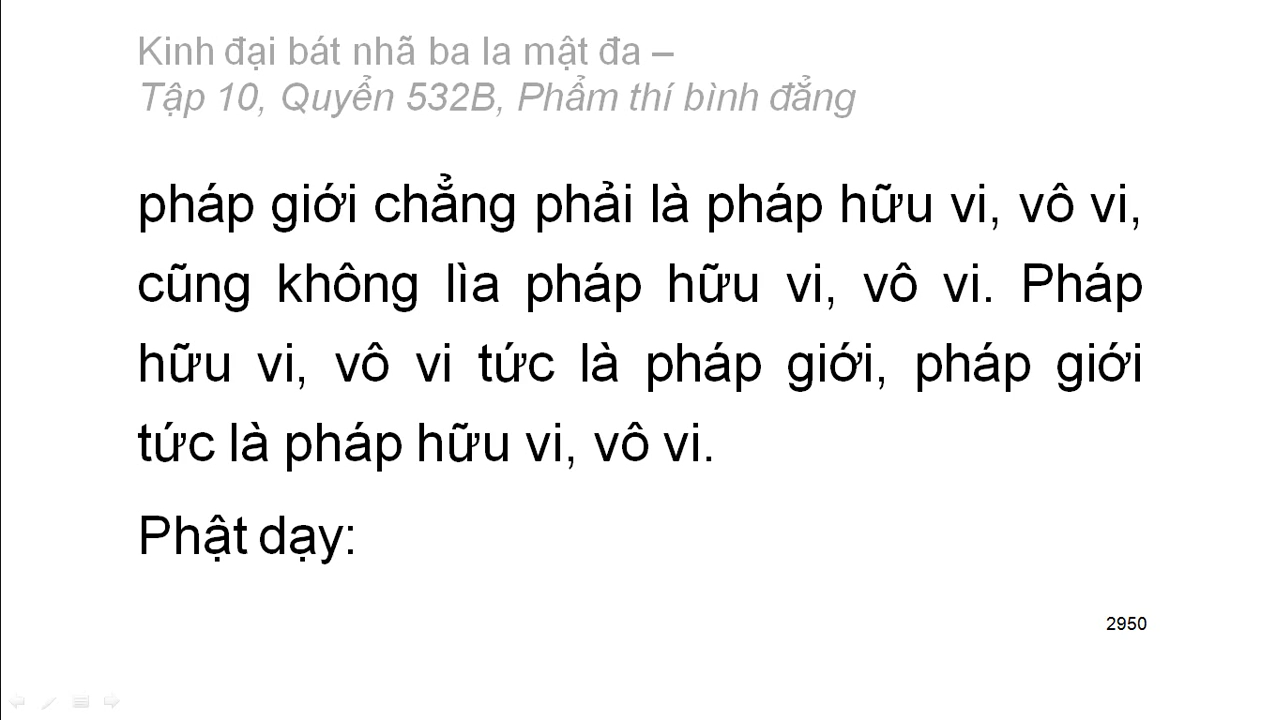 Kinh đại bát nhã ba la mật đa –
Tập 10, Quyển 532B, Phẩm thí bình đẳng
pháp giới chẳng phải là pháp hữu vi, vô vi,
cũng không lìa pháp hữu vi, vô vi. Pháp
hữu vi, vô vi tức là pháp giới, pháp giới
tức là pháp hữu vi, vô vi.
Phật dạy:
2950